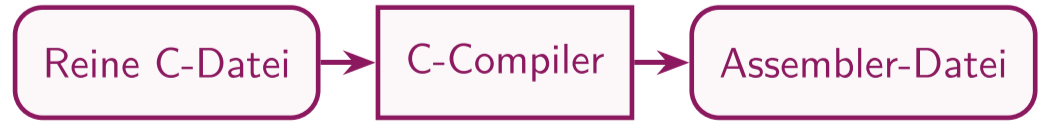 Reine C-Datei
C-Compiler
Assembler-Datei